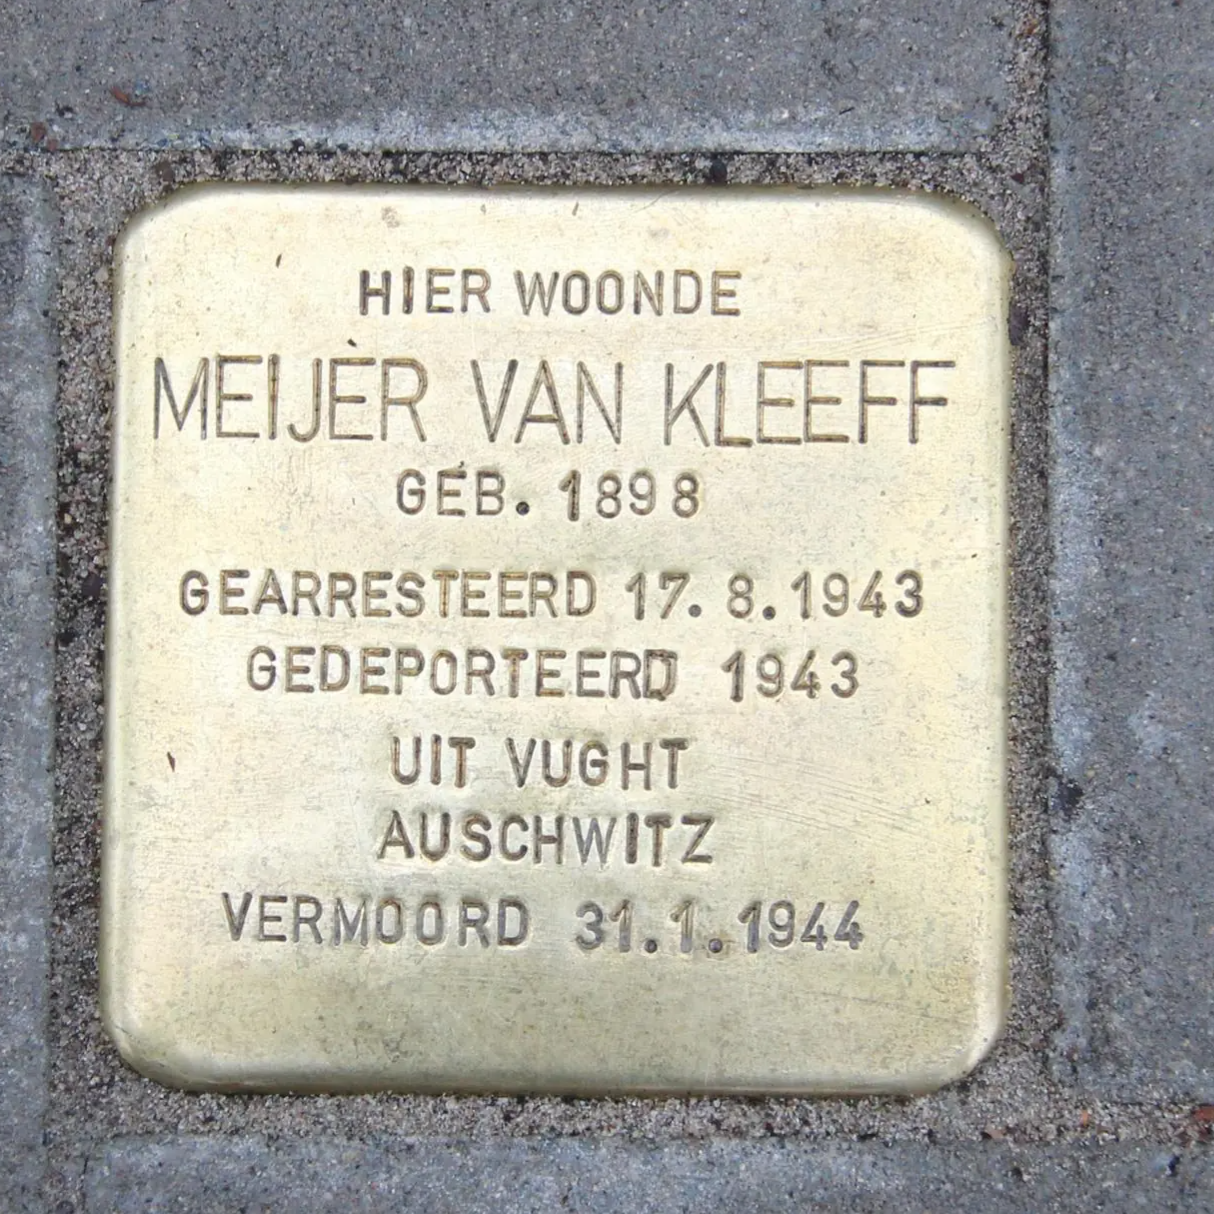 HIER WOONDE
MEIJER VAN KLEEFF
GEB. 1898
GEARRESTEERD 17.8.1943
GEDEPORTEERD 1943
UIT VUGHT
AUSCHWITZ
VERMOORD 31.1.1944